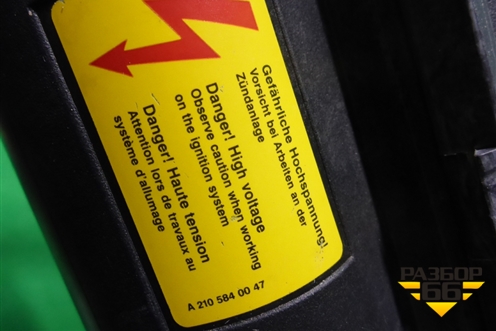 Gefährliche Hochspannung!
Vorsicht bei Arbeiten an der
Zündanlage
Danger! High voltage
Observe caution when working
on the ignition system
Danger! Haute tension
Attention lors de travaux au
système d'allumage
A 210 584 00 47
РАЗБОР
66